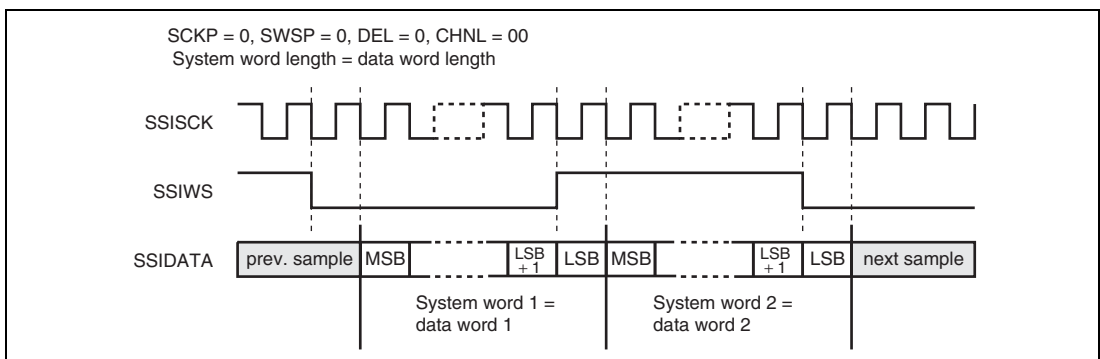 SCKP = 0, SWSP = 0, DEL = 0, CHNL = 00
System word length = data word length
SSISCK
SSIWS
SSIDATA
prev. sample
MSB
LSB
+ 1
LSB
MSB
LSB
+ 1
LSB
next sample
System word 1 =
data word 1
System word 2 =
data word 2